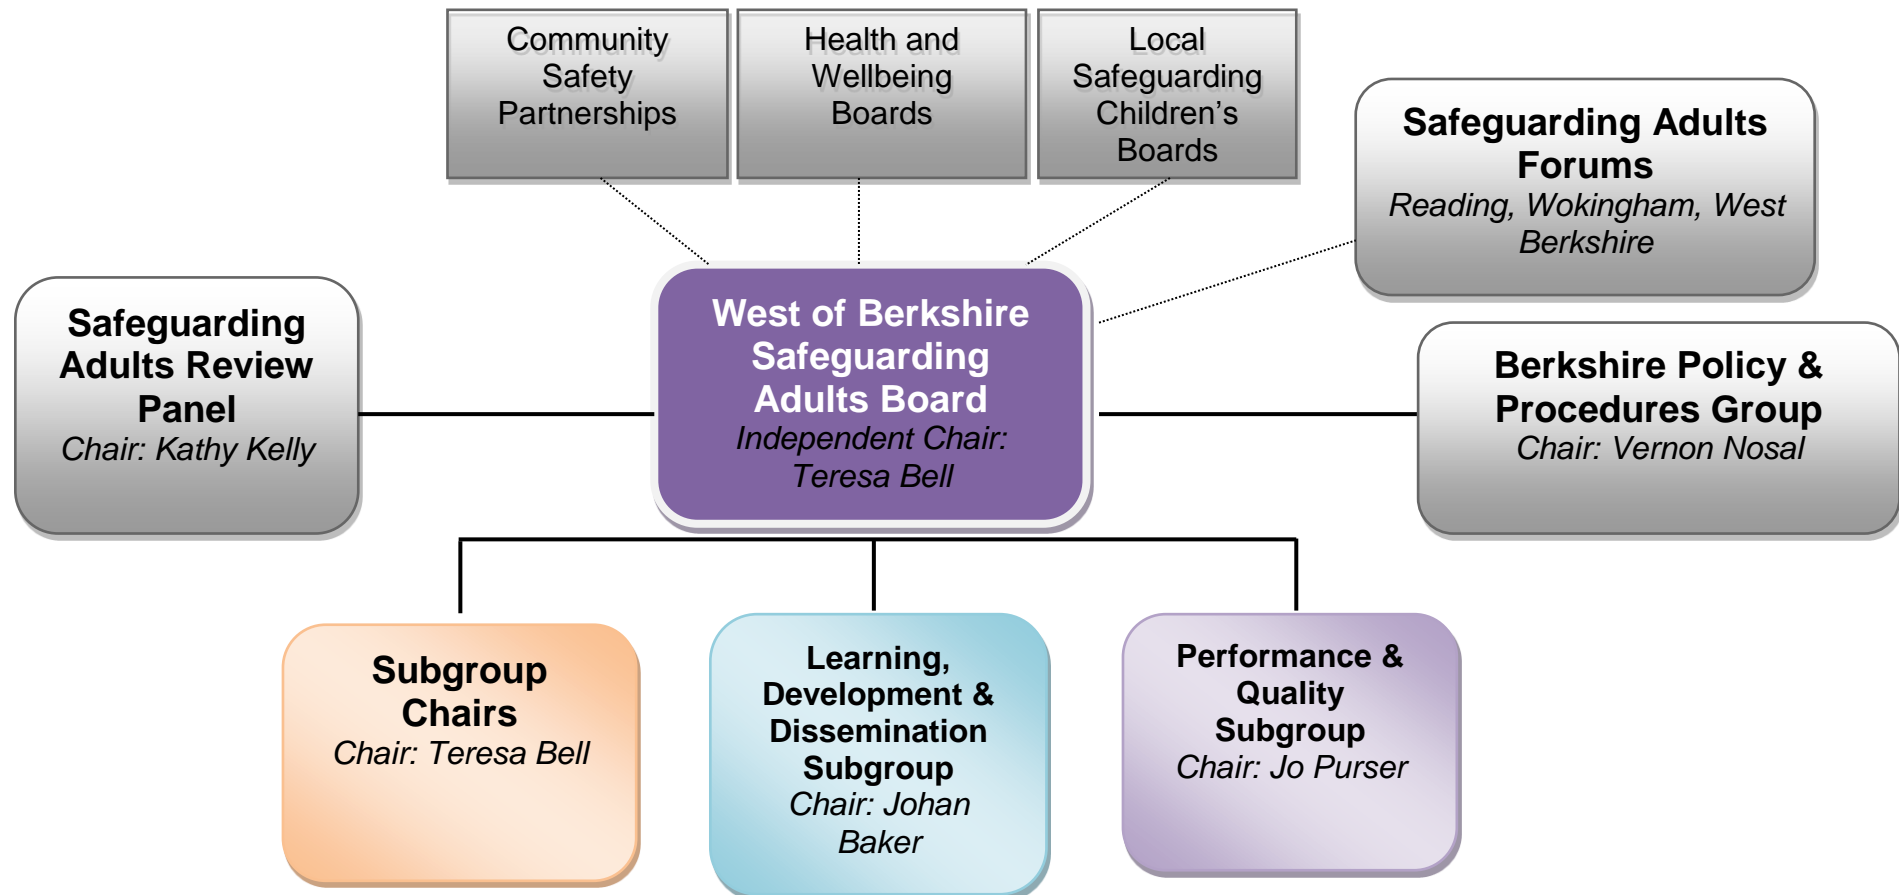 Community
Safety
Partnerships
Health and
Wellbeing
Boards
Local
Safeguarding
Children’s
Boards
Safeguarding Adults
Forums
Reading, Wokingham, West
Berkshire
Safeguarding
Adults Review
Panel
Chair: Kathy Kelly
West of Berkshire
Safeguarding
Adults Board
Independent Chair:
Teresa Bell
Berkshire Policy &
Procedures Group
Chair: Vernon Nosal
Subgroup
Chairs
Chair: Teresa Bell
Learning,
Development &
Dissemination
Subgroup
Chair: Johan
Baker
Performance &
Quality
Subgroup
Chair: Jo Purser